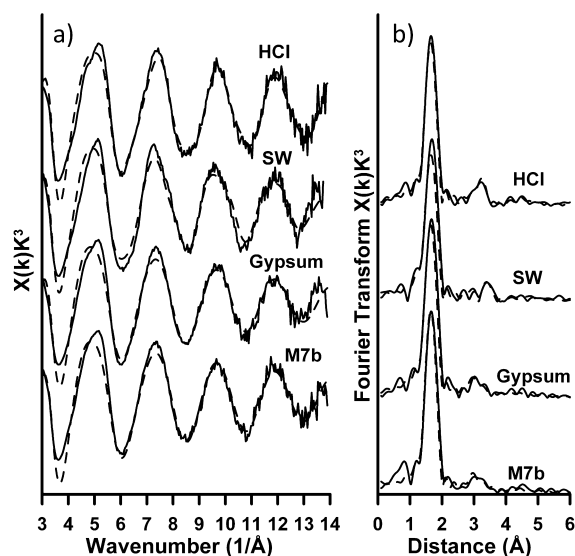 a)
HCl
SW
Gypsum
M7b
X(k)K³
3 4 5 6 7 8 9 10 11 12 13 14
Wavenumber (1/Å)
b)
HCl
SW
Gypsum
M7b
Fourier Transform X(k)K³
0 1 2 3 4 5 6
Distance (Å)